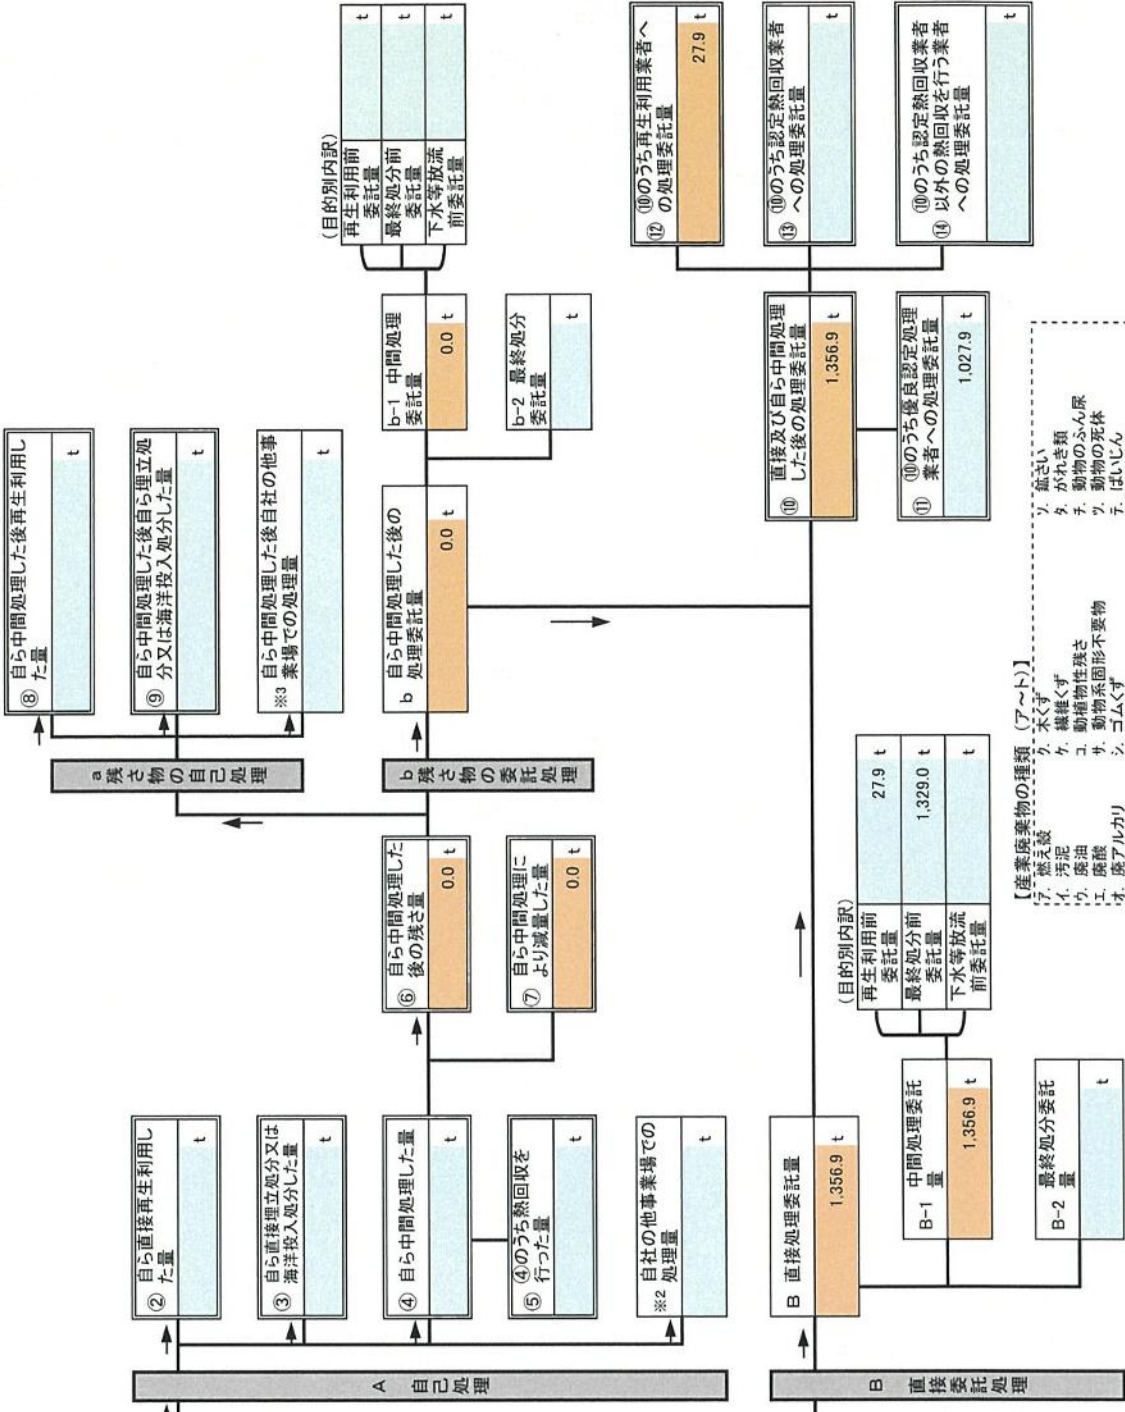 A 自己処理
② 自ら直接再生利用し
た量
t
③ 自ら直接埋立処分又は
海洋投入処分した量
t
④ 自ら中間処理した量
t
⑤ ④のうち熱回収を
行った量
t
※2 自社の他事業場での
処理量
t
⑥ 自ら中間処理した
後の残さ量
0.0 t
⑦ 自ら中間処理に
より減量した量
0.0 t
a残さ物の自己処理
⑧ 自ら中間処理した後再生利用し
た量
t
⑨ 自ら中間処理した後自ら埋立処
分又は海洋投入処分した量
t
※3 自ら中間処理した後自社の他事
業場での処理量
t
b残さ物の委託処理
b 自ら中間処理した後の
処理委託量
0.0 t
b-1 中間処理
委託量
0.0 t
b-2 最終処分
委託量
t
(目的別内訳)
再生利用前
委託量
t
最終処分前
委託量
t
下水等放流
前委託量
t
B 直接委託処理
B 直接処理委託量
1,356.9 t
B-1 中間処理委託
量
1,356.9 t
B-2 最終処分委託
量
t
(目的別内訳)
再生利用前
委託量
27.9 t
最終処分前
委託量
1,329.0 t
下水等放流
前委託量
t
⑩ 直接及び自ら中間処理
した後の処理委託量
1,356.9 t
⑪ ⑩のうち優良認定処理
業者への処理委託量
1,027.9 t
⑫ ⑩のうち再生利用業者へ
の処理委託量
27.9 t
⑬ ⑩のうち認定熱回収業者
への処理委託量
t
⑭ ⑩のうち認定熱回収業者
以外の熱回収を行う業者
への処理委託量
t
【産業廃棄物の種類 (ア~ト)】
ア. 燃え殻 ク. 木くず ソ. 鉱さい
イ. 汚泥 ケ. 繊維くず タ. がれき類
ウ. 廃油 コ. 動植物性残さ チ. 動物のふん尿
エ. 廃酸 サ. 動物系固形不要物 ツ. 動物の死体
オ. 廃アルカリ シ. ゴムくず テ. ばいじん